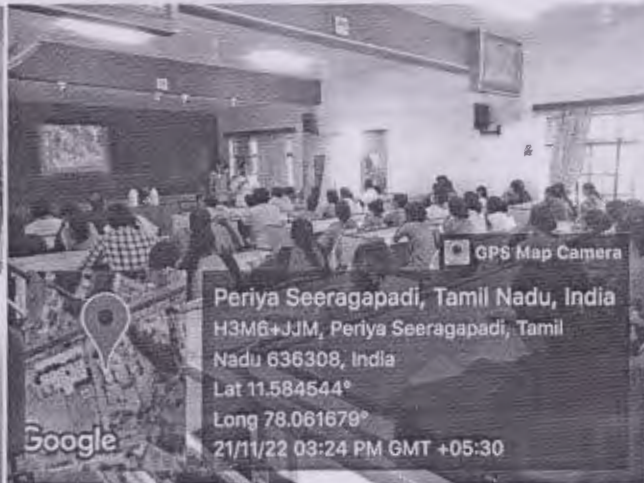 GPS Map Camera
Periya Seeragapadi, Tamil Nadu, India
H3M6+JJM, Periya Seeragapadi, Tamil
Nadu 636308, India
Lat 11.584544°
Long 78.061679°
21/11/22 03:24 PM GMT +05:30
Google